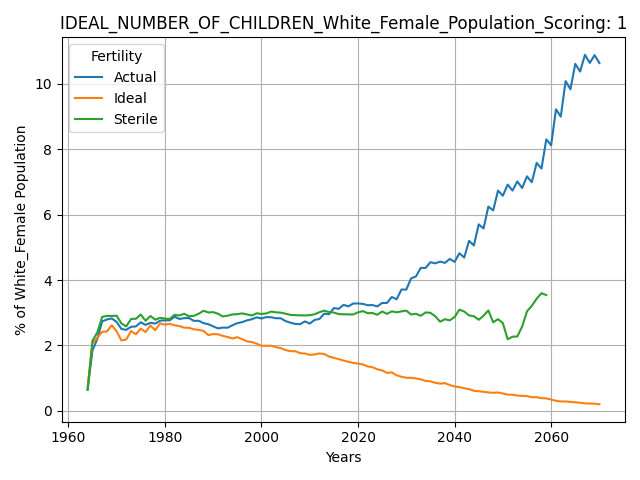 IDEAL_NUMBER_OF_CHILDREN_White_Female_Population_Scoring: 1
Fertility
Actual
Ideal
Sterile
% of White_Female Population
10
8
6
4
2
0
1960 1980 2000 2020 2040 2060
Years